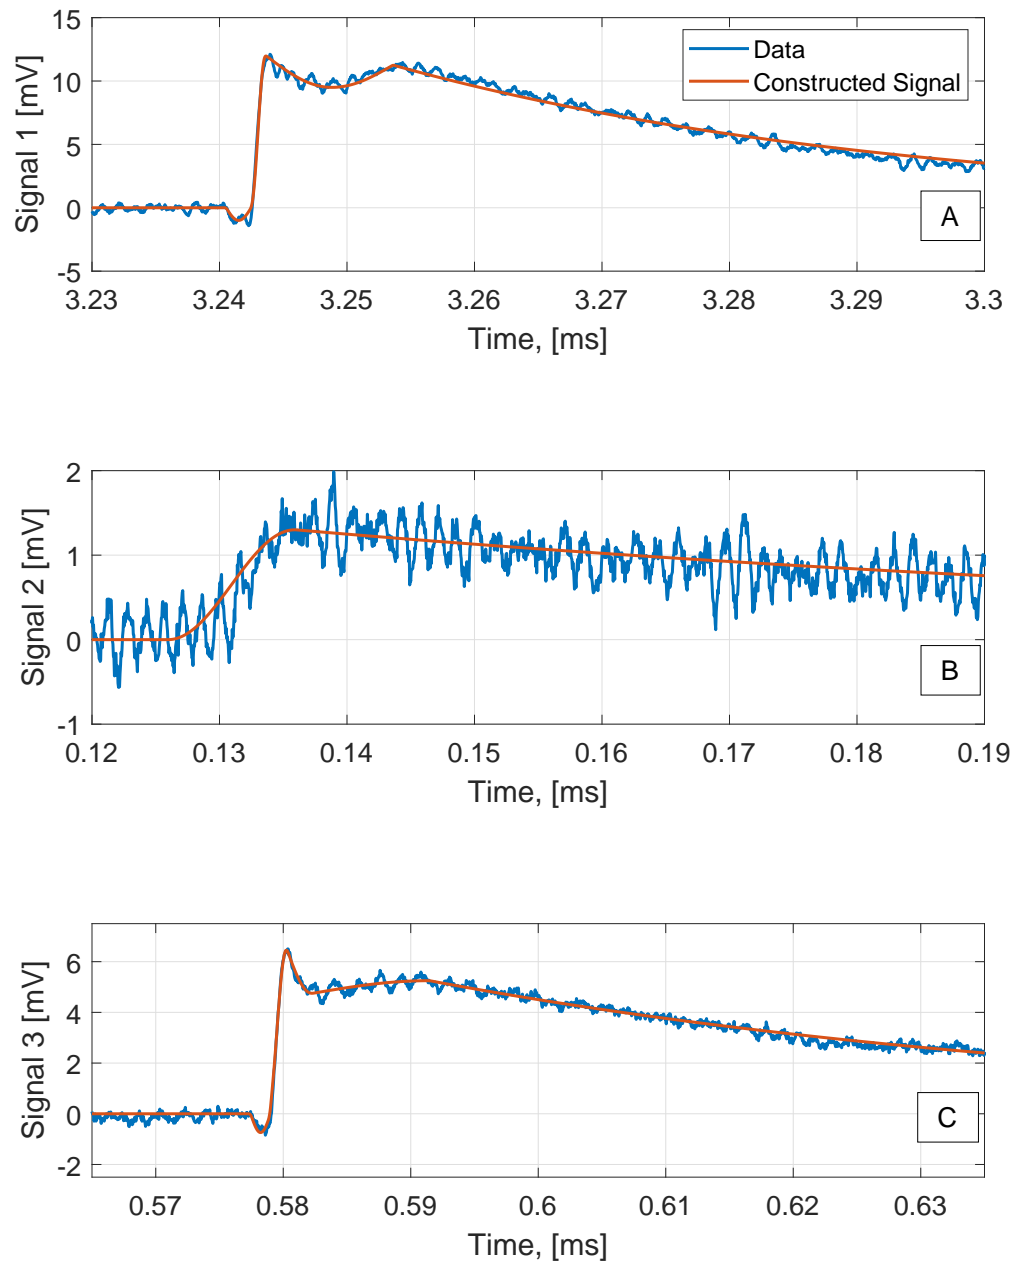 15
10
5
0
-5
Signal 1 [mV]
Data
Constructed Signal
A
3.23 3.24 3.25 3.26 3.27 3.28 3.29 3.3
Time, [ms]
2
1
0
-1
Signal 2 [mV]
B
0.12 0.13 0.14 0.15 0.16 0.17 0.18 0.19
Time, [ms]
6
4
2
0
-2
Signal 3 [mV]
C
0.57 0.58 0.59 0.6 0.61 0.62 0.63
Time, [ms]